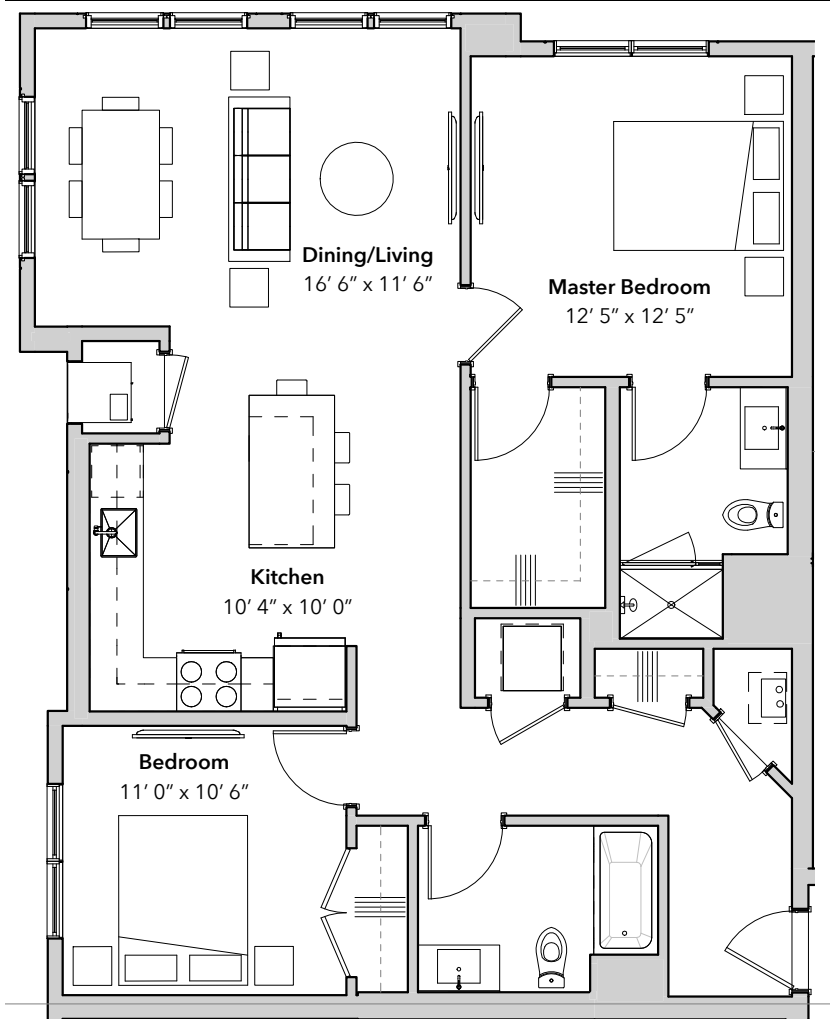 Dining/Living
16’ 6” x 11’ 6”
Master Bedroom
12’ 5” x 12’ 5”
Kitchen
10’ 4” x 10’ 0”
Bedroom
11’ 0” x 10’ 6”